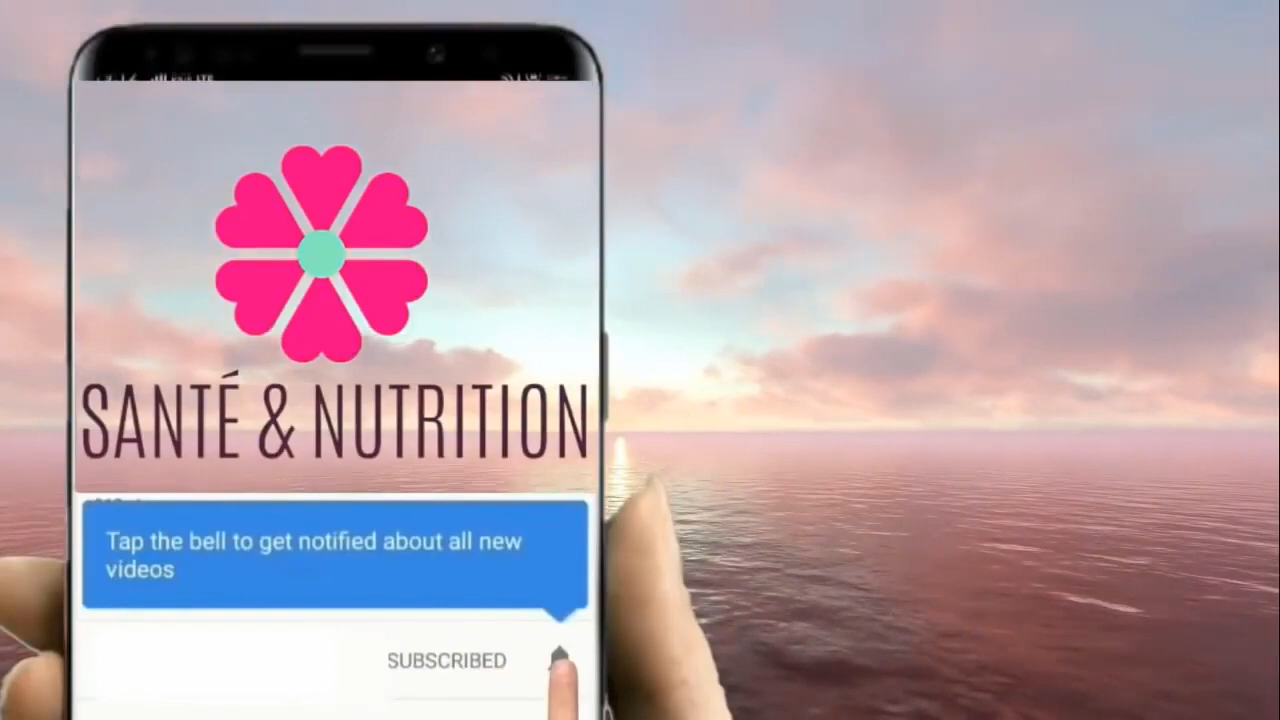 SANTÉ & NUTRITION
Tap the bell to get notified about all new
videos
SUBSCRIBED